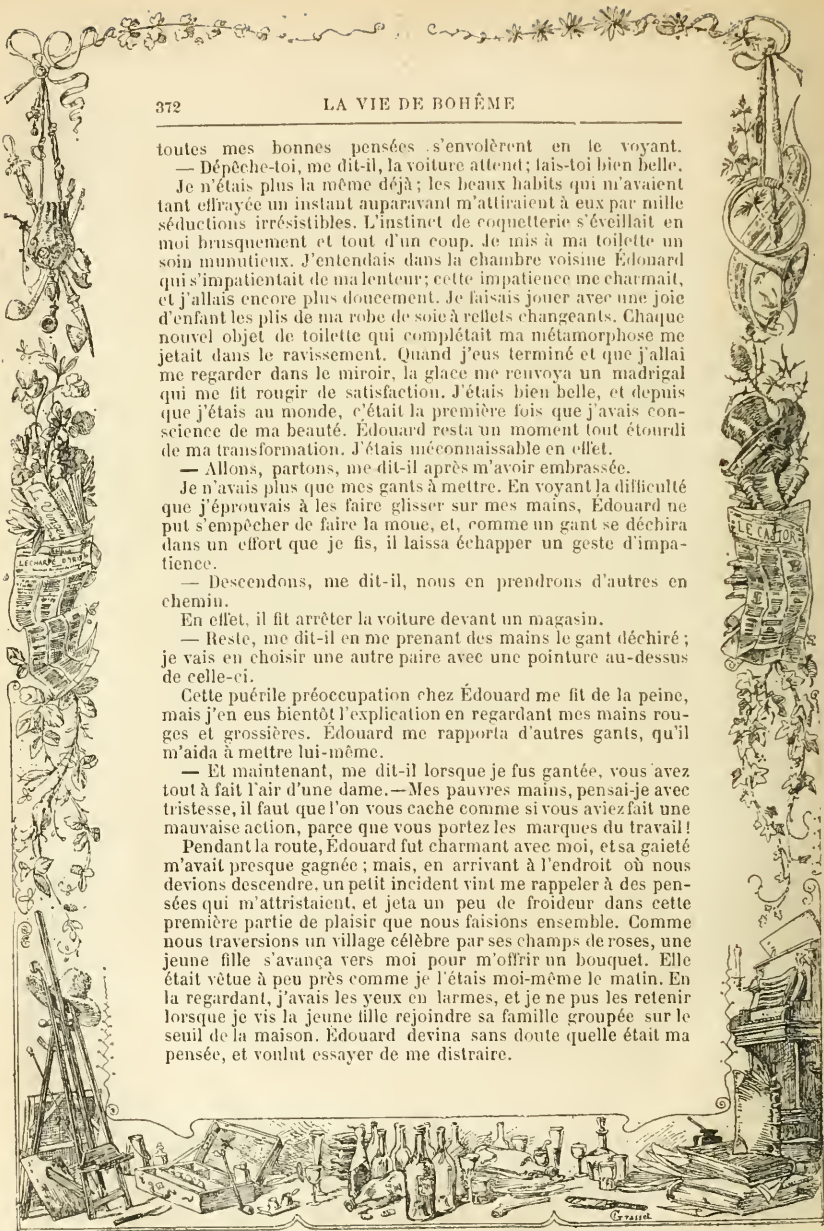 372 LA VIE DE BOHÊME
toutes mes bonnes pensées s'envolèrent en le voyant.
— Dépêche-toi, me dit-il, la voiture attend ; fais-toi bien belle.
Je n'étais plus la même déjà ; les beaux habits qui m'avaient
tant effrayée un instant auparavant m'attiraient à eux par mille
séductions irrésistibles. L'instinct de coquetterie s'éveillait en
moi brusquement et tout d'un coup. Je mis à ma toilette un
soin munutieux. J'entendais dans la chambre voisine Édouard
qui s'impatientait de ma lenteur ; cette impatience me charmait,
et j'allais encore plus doucement. Je faisais jouer avec une joie
d'enfant les plis de ma robe de soie à reflets changeants. Chaque
nouvel objet de toilette qui complétait ma métamorphose me
jetait dans le ravissement. Quand j'eus terminé et que j'allai
me regarder dans le miroir, la glace me renvoya un madrigal
qui me fit rougir de satisfaction. J'étais bien belle, et depuis
que j'étais au monde, c'était la première fois que j'avais con-
science de ma beauté. Édouard resta un moment tout étourdi
de ma transformation. J'étais méconnaissable en effet.
— Allons, partons, me dit-il après m'avoir embrassée.
Je n'avais plus que mes gants à mettre. En voyant la difficulté
que j'éprouvais à les faire glisser sur mes mains, Édouard ne
put s'empêcher de faire la moue, et, comme un gant se déchira
dans un effort que je fis, il laissa échapper un geste d'impa-
tience.
— Descendons, me dit-il, nous en prendrons d'autres en
chemin.
En effet, il fit arrêter la voiture devant un magasin.
— Reste, me dit-il en me prenant des mains le gant déchiré ;
je vais en choisir une autre paire avec une pointure au-dessus
de celle-ci.
Cette puérile préoccupation chez Édouard me fit de la peine,
mais j'en eus bientôt l'explication en regardant mes mains rou-
ges et grossières. Édouard me rapporta d'autres gants, qu'il
m'aida à mettre lui-même.
— Et maintenant, me dit-il lorsque je fus gantée, vous avez
tout à fait l'air d'une dame.—Mes pauvres mains, pensai-je avec
tristesse, il faut que l'on vous cache comme si vous aviez fait une
mauvaise action, parce que vous portez les marques du travail !
Pendant la route, Édouard fut charmant avec moi, et sa gaieté
m'avait presque gagnée ; mais, en arrivant à l'endroit où nous
devions descendre, un petit incident vint me rappeler à des pen-
sées qui m'attristaient, et jeta un peu de froideur dans cette
première partie de plaisir que nous faisions ensemble. Comme
nous traversions un village célèbre par ses champs de roses, une
jeune fille s'avança vers moi pour m'offrir un bouquet. Elle
était vêtue à peu près comme je l'étais moi-même le matin. En
la regardant, j'avais les yeux en larmes, et je ne pus les retenir
lorsque je vis la jeune fille rejoindre sa famille groupée sur le
seuil de la maison. Édouard devina sans doute quelle était ma
pensée, et voulut essayer de me distraire.
LE CASTOR
Grasset